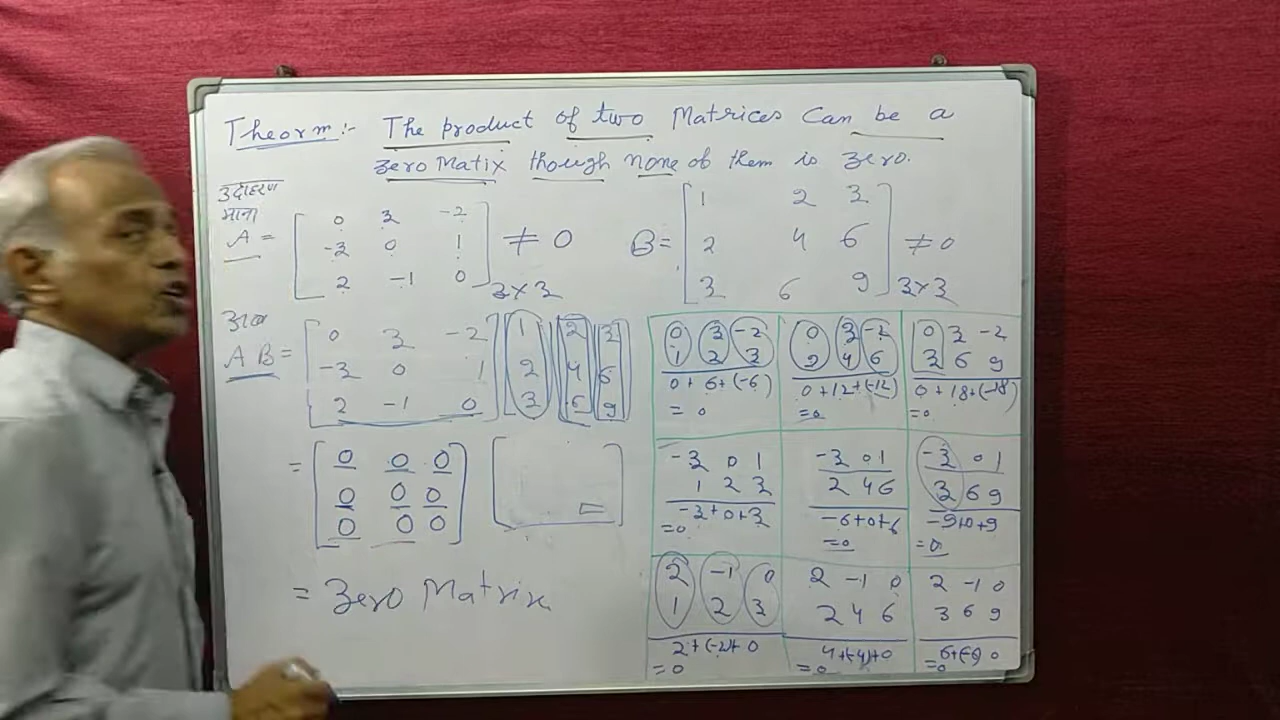 Theorm:- The product of two Matrices Can be a
zero Matix though none of them is zero.
उदाहरण
माना
A = [ 0 3 -2
-3 0 1
2 -1 0 ] 3×3 ≠ 0
B = [ 1 2 3
2 4 6
3 6 9 ] 3×3 ≠ 0
अतः
AB = [ 0 3 -2
-3 0 1
2 -1 0 ] [ 1 2 3
2 4 6
3 6 9 ]
= [ 0 0 0
0 0 0
0 0 0 ] [ = ]
= Zero Matrix
0 3 -2
1 2 3
0+6+(-6)
= 0
0 3 -2
2 4 6
0+12+(-12)
=0
0 3 -2
3 6 9
0+18+(-18)
=0
-3 0 1
1 2 3
-3+0+3
=0
-3 0 1
2 4 6
-6+0+6
=0
-3 0 1
3 6 9
-9+0+9
=0
2 -1 0
1 2 3
2+(-2)+0
=0
2 -1 0
2 4 6
4+(-4)+0
=0
2 -1 0
3 6 9
6+(-6) 0
=0